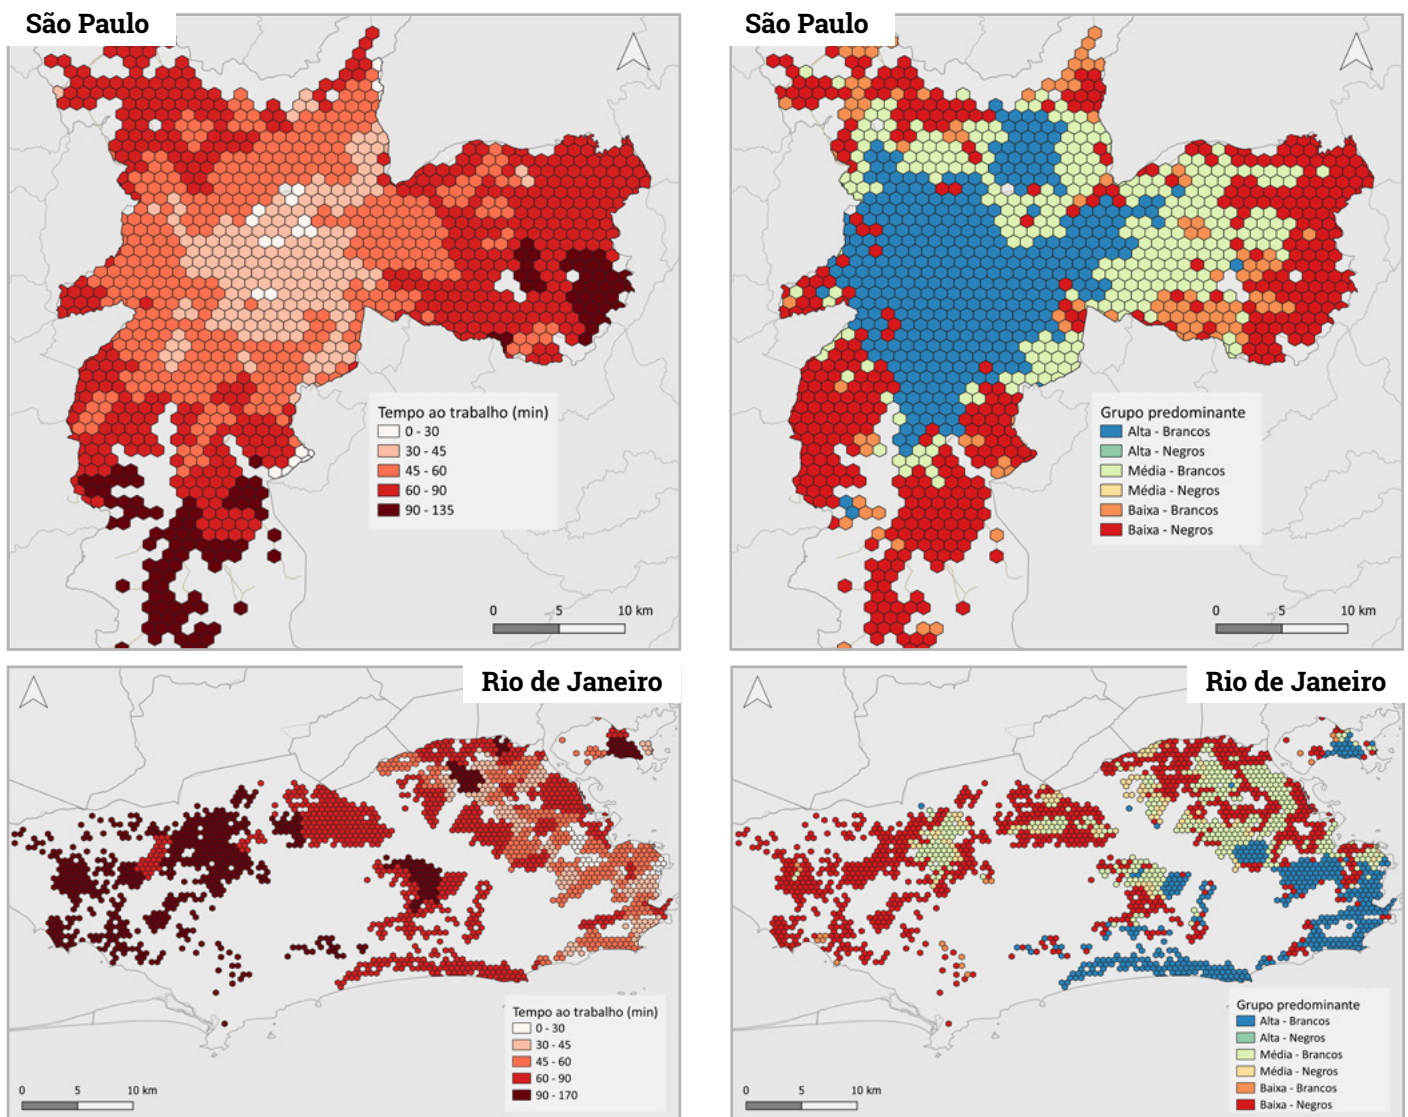 São Paulo
Tempo ao trabalho (min)
0 - 30
30 - 45
45 - 60
60 - 90
90 - 135
0 5 10 km
São Paulo
Grupo predominante
Alta - Brancos
Alta - Negros
Média - Brancos
Média - Negros
Baixa - Brancos
Baixa - Negros
0 5 10 km
Rio de Janeiro
Tempo ao trabalho (min)
0 - 30
30 - 45
45 - 60
60 - 90
90 - 170
0 5 10 km
Rio de Janeiro
Grupo predominante
Alta - Brancos
Alta - Negros
Média - Brancos
Média - Negros
Baixa - Brancos
Baixa - Negros
0 5 10 km